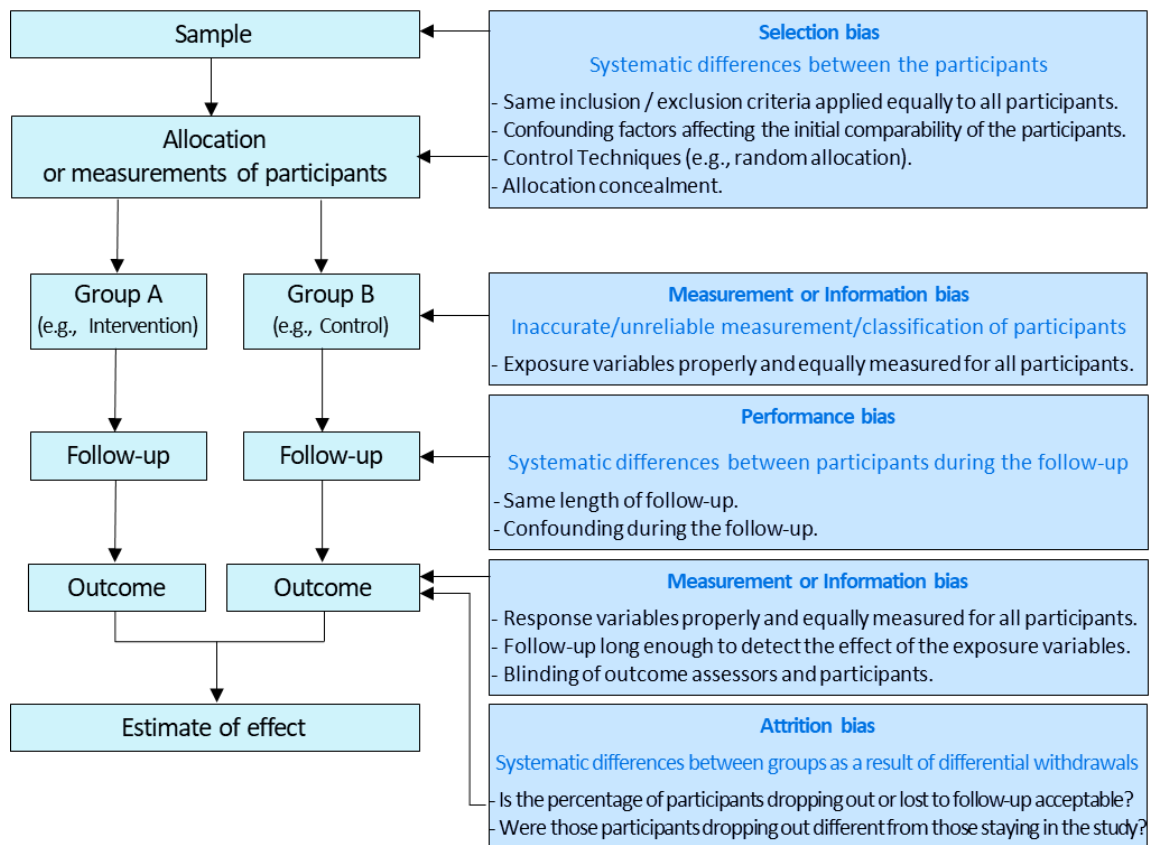 Sample
Allocation
or measurements of participants
Group A
(e.g., Intervention)
Group B
(e.g., Control)
Follow-up
Follow-up
Outcome
Outcome
Estimate of effect
Selection bias
Systematic differences between the participants
- Same inclusion / exclusion criteria applied equally to all participants.
- Confounding factors affecting the initial comparability of the participants.
- Control Techniques (e.g., random allocation).
- Allocation concealment.
Measurement or Information bias
Inaccurate/unreliable measurement/classification of participants
- Exposure variables properly and equally measured for all participants.
Performance bias
Systematic differences between participants during the follow-up
- Same length of follow-up.
- Confounding during the follow-up.
Measurement or Information bias
- Response variables properly and equally measured for all participants.
- Follow-up long enough to detect the effect of the exposure variables.
- Blinding of outcome assessors and participants.
Attrition bias
Systematic differences between groups as a result of differential withdrawals
- Is the percentage of participants dropping out or lost to follow-up acceptable?
- Were those participants dropping out different from those staying in the study?